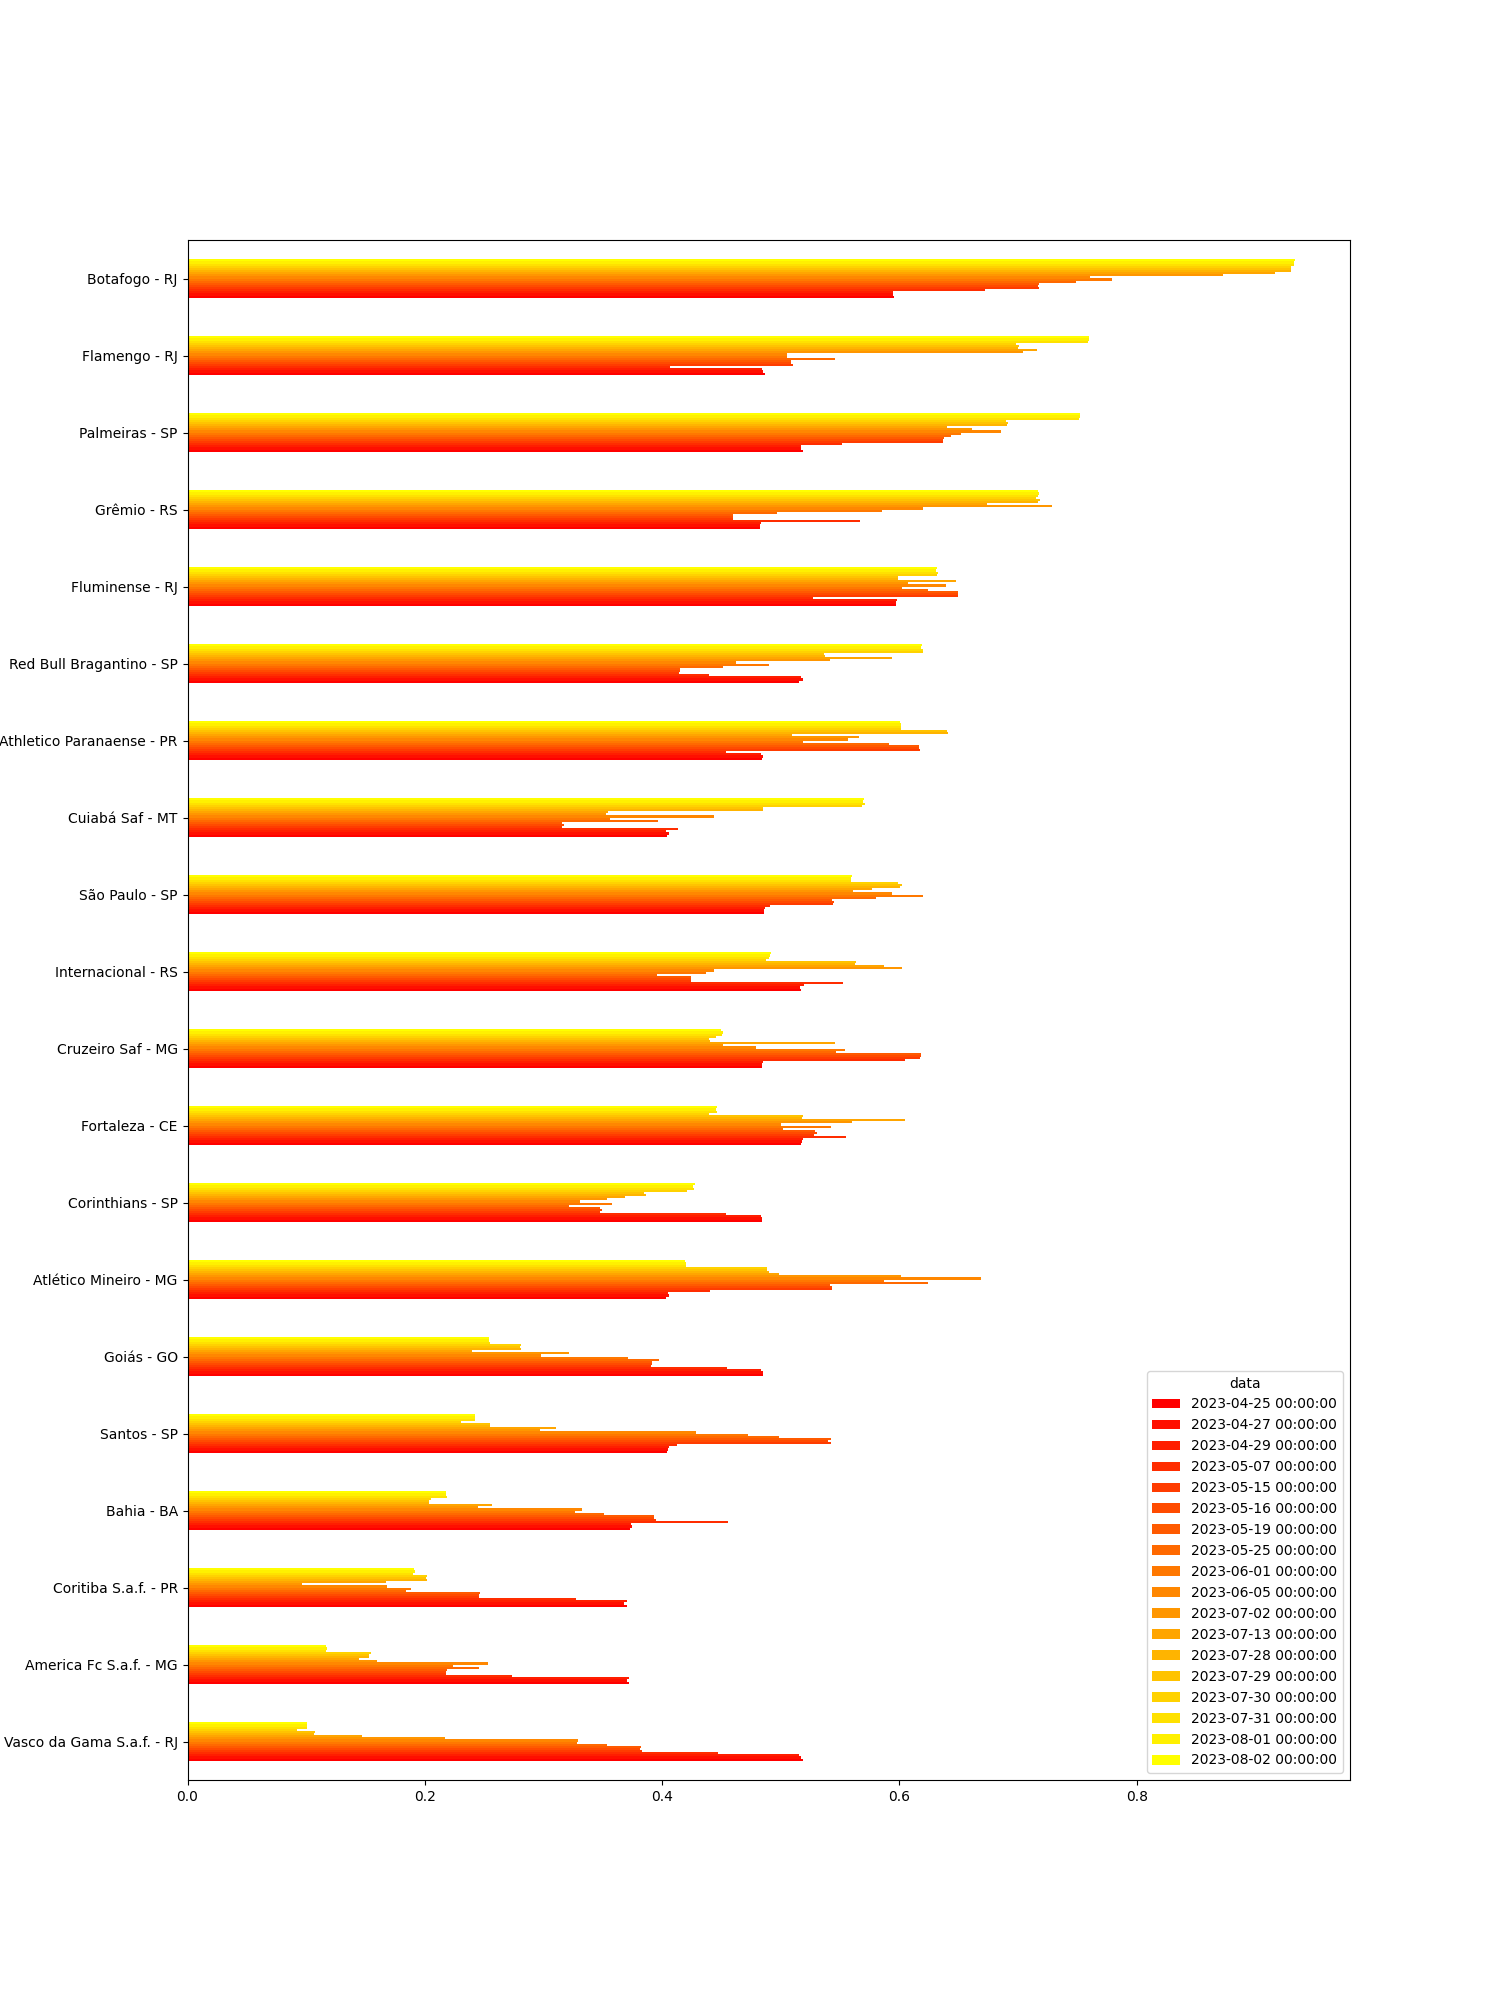 Botafogo - RJ
Flamengo - RJ
Palmeiras - SP
Grêmio - RS
Fluminense - RJ
Red Bull Bragantino - SP
Athletico Paranaense - PR
Cuiabá Saf - MT
São Paulo - SP
Internacional - RS
Cruzeiro Saf - MG
Fortaleza - CE
Corinthians - SP
Atlético Mineiro - MG
Goiás - GO
Santos - SP
Bahia - BA
Coritiba S.a.f. - PR
America Fc S.a.f. - MG
Vasco da Gama S.a.f. - RJ
0.0 0.2 0.4 0.6 0.8
data
2023-04-25 00:00:00
2023-04-27 00:00:00
2023-04-29 00:00:00
2023-05-07 00:00:00
2023-05-15 00:00:00
2023-05-16 00:00:00
2023-05-19 00:00:00
2023-05-25 00:00:00
2023-06-01 00:00:00
2023-06-05 00:00:00
2023-07-02 00:00:00
2023-07-13 00:00:00
2023-07-28 00:00:00
2023-07-29 00:00:00
2023-07-30 00:00:00
2023-07-31 00:00:00
2023-08-01 00:00:00
2023-08-02 00:00:00